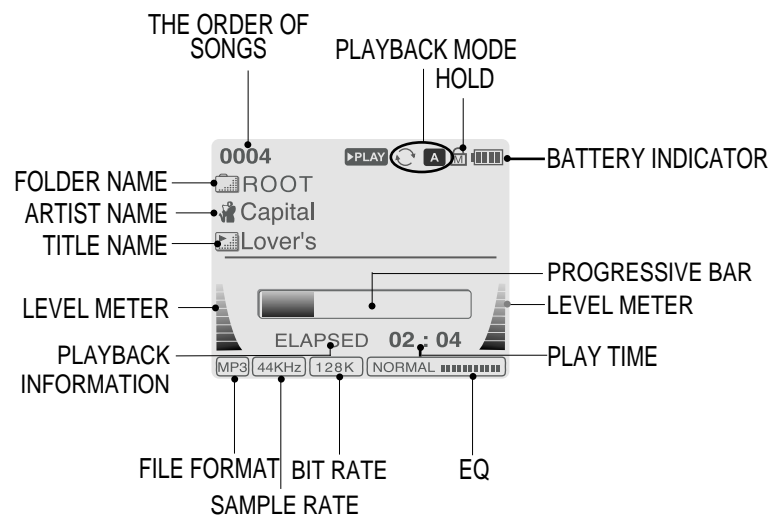 THE ORDER OF
SONGS
PLAYBACK MODE
HOLD
0004
PLAY
A
M
BATTERY INDICATOR
FOLDER NAME
ROOT
ARTIST NAME
Capital
TITLE NAME
Lover's
PROGRESSIVE BAR
LEVEL METER
LEVEL METER
ELAPSED 02 : 04
PLAYBACK
INFORMATION
PLAY TIME
MP3 44KHz 128K NORMAL
FILE FORMAT BIT RATE EQ
SAMPLE RATE